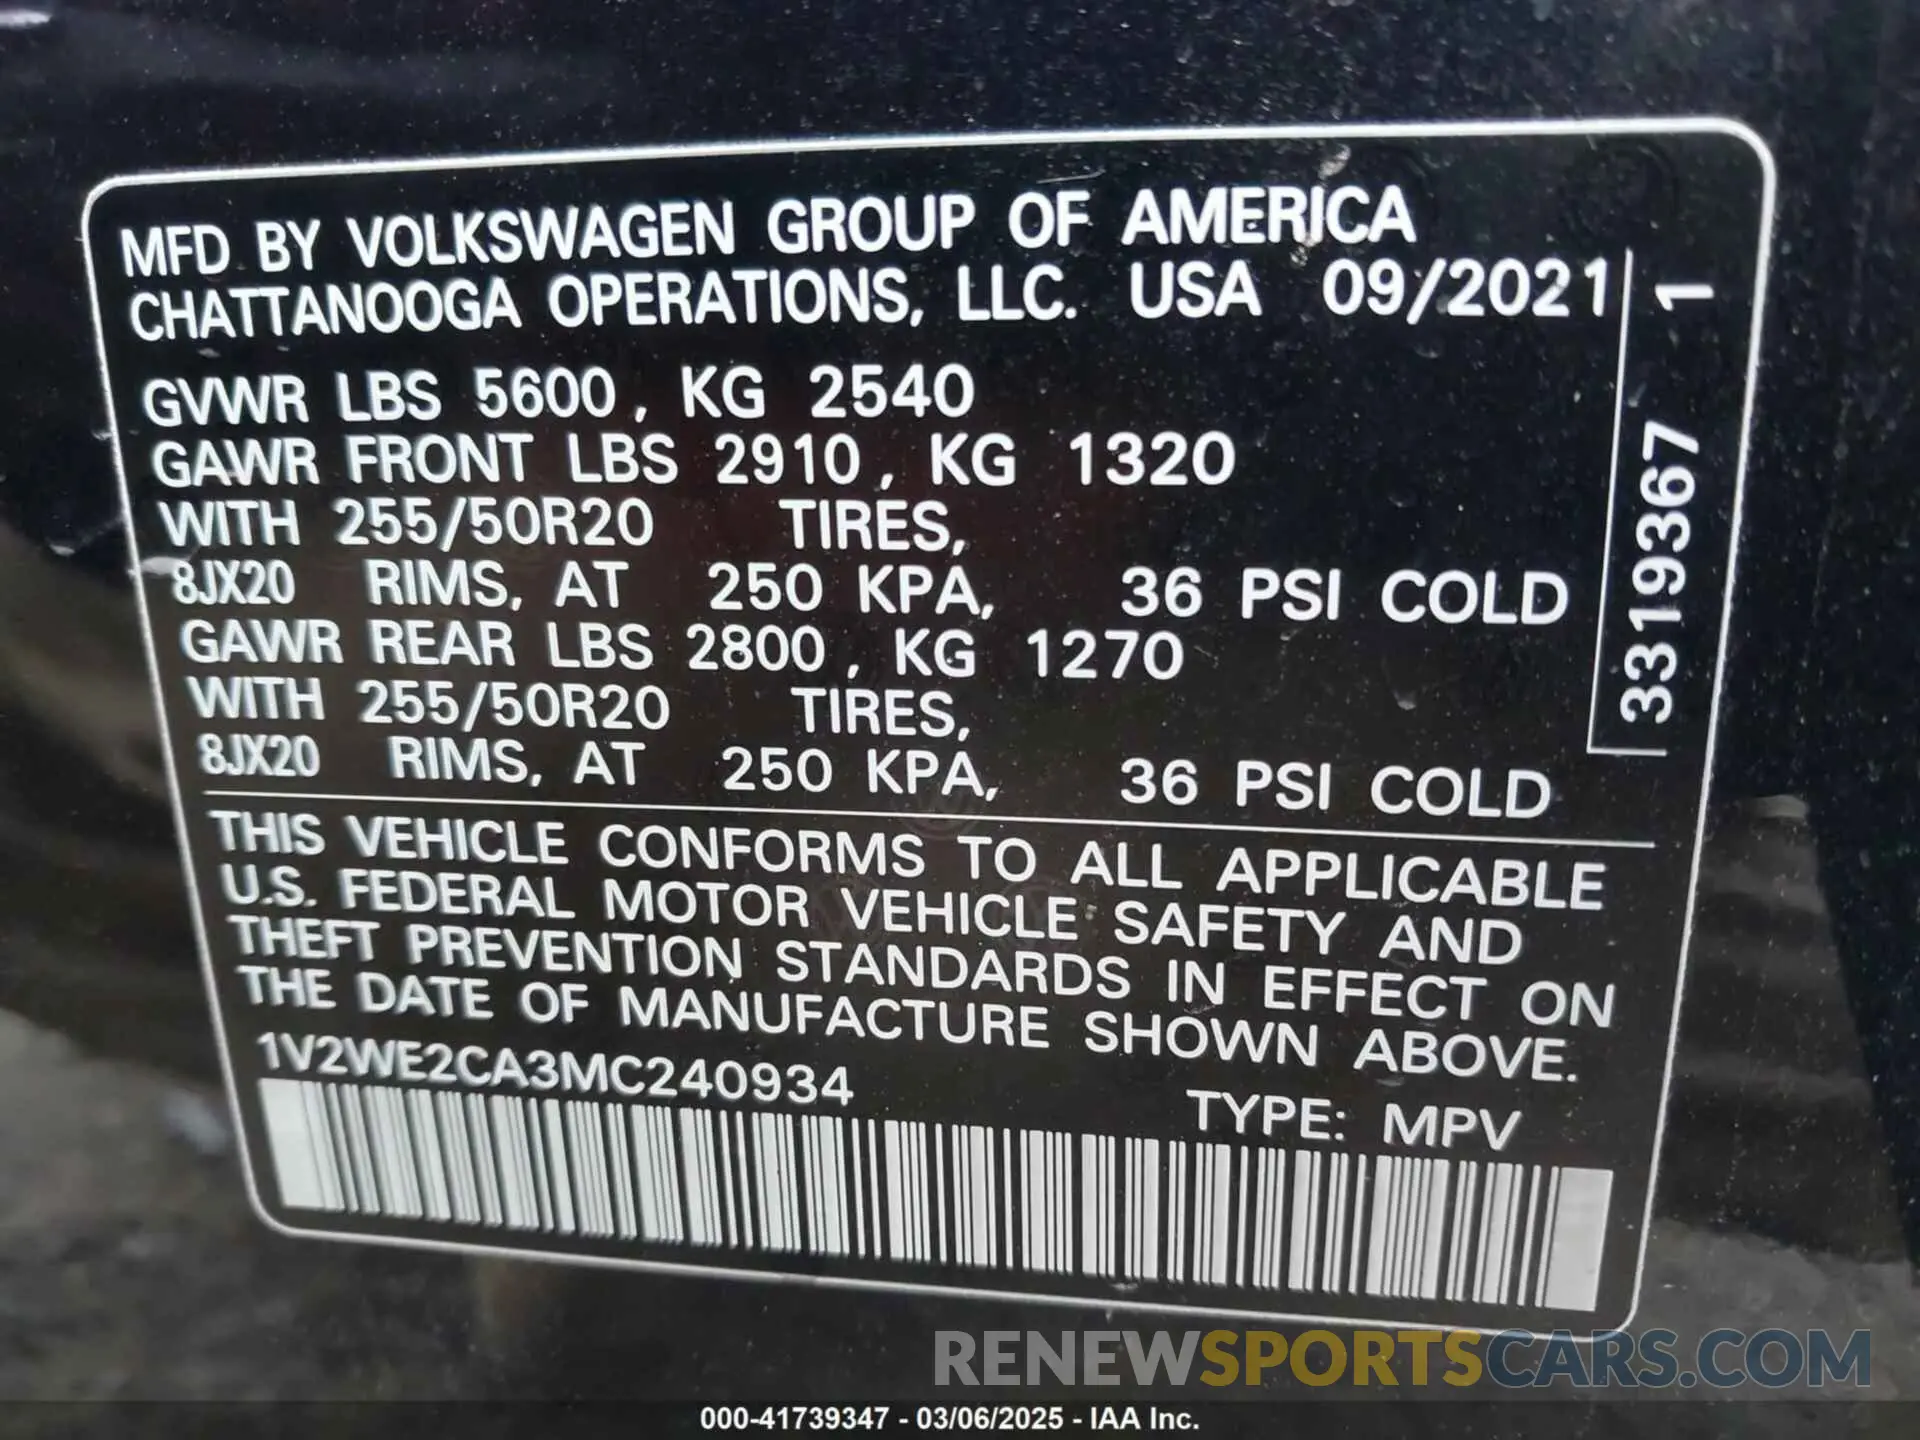 MFD BY VOLKSWAGEN GROUP OF AMERICA
CHATTANOOGA OPERATIONS, LLC. USA 09/2021
GVWR LBS 5600, KG 2540
GAWR FRONT LBS 2910, KG 1320
WITH 255/50R20 TIRES,
8JX20 RIMS, AT 250 KPA, 36 PSI COLD
GAWR REAR LBS 2800, KG 1270
WITH 255/50R20 TIRES,
8JX20 RIMS, AT 250 KPA, 36 PSI COLD
3319367 1
THIS VEHICLE CONFORMS TO ALL APPLICABLE
U.S. FEDERAL MOTOR VEHICLE SAFETY AND
THEFT PREVENTION STANDARDS IN EFFECT ON
THE DATE OF MANUFACTURE SHOWN ABOVE.
1V2WE2CA3MC240934
TYPE: MPV
RENEWSPORTSCARS.COM
000-41739347 - 03/06/2025 - IAA Inc.